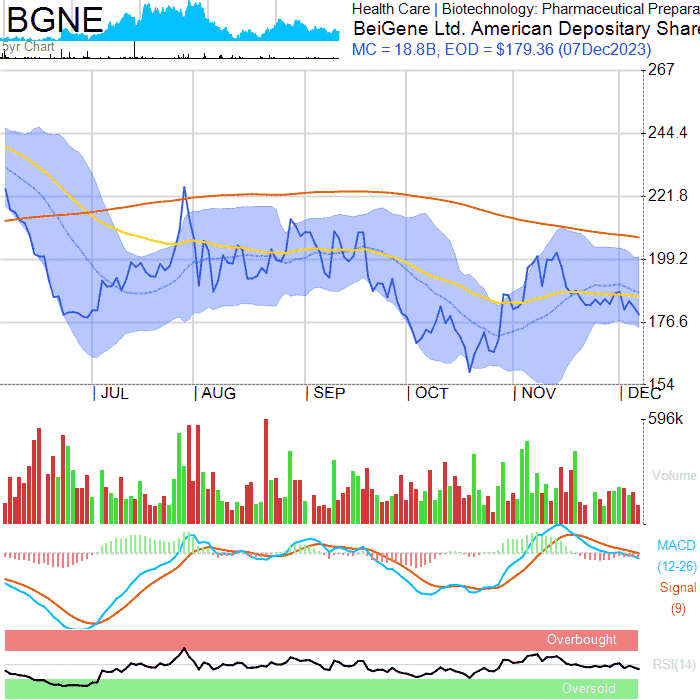 BGNE
5yr Chart
Health Care | Biotechnology: Pharmaceutical Prepara
BeiGene Ltd. American Depositary Share
MC = 18.8B, EOD = $179.36 (07Dec2023)
267
244.4
221.8
199.2
176.6
154
JUL
AUG
SEP
OCT
NOV
DEC
596k
Volume
MACD
(12-26)
Signal
(9)
Overbought
RSI(14)
Oversold